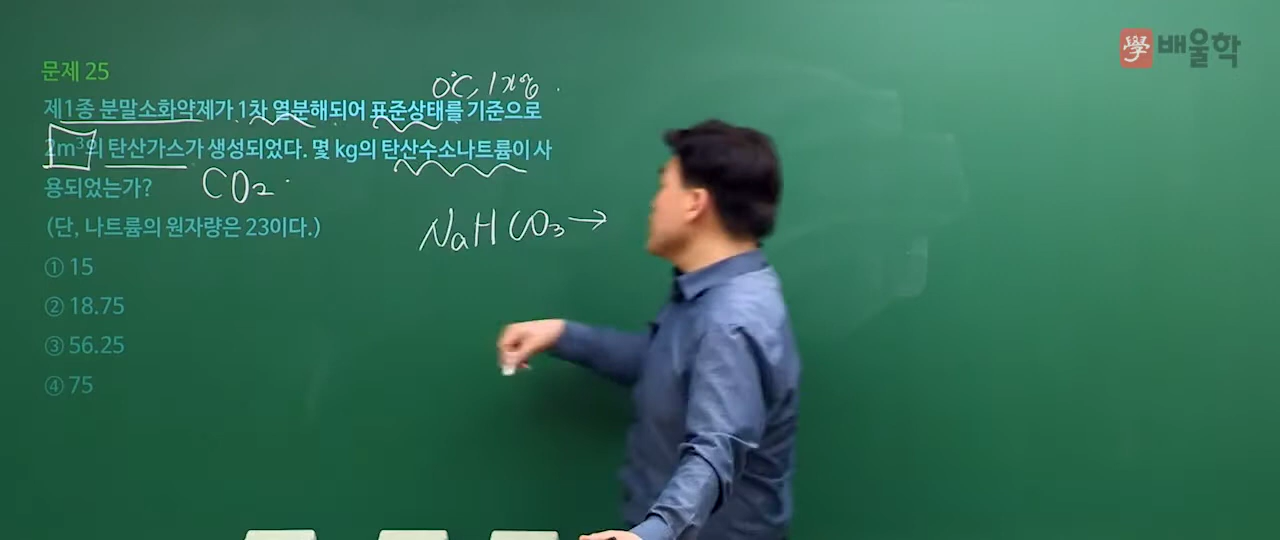 學 배울학
문제 25
0℃, 1기압
제1종 분말소화약제가 1차 열분해되어 표준상태를 기준으로
2m³의 탄산가스가 생성되었다. 몇 kg의 탄산수소나트륨이 사
용되었는가?
CO₂
(단, 나트륨의 원자량은 23이다.)
NaHCO₃ →
① 15
② 18.75
③ 56.25
④ 75